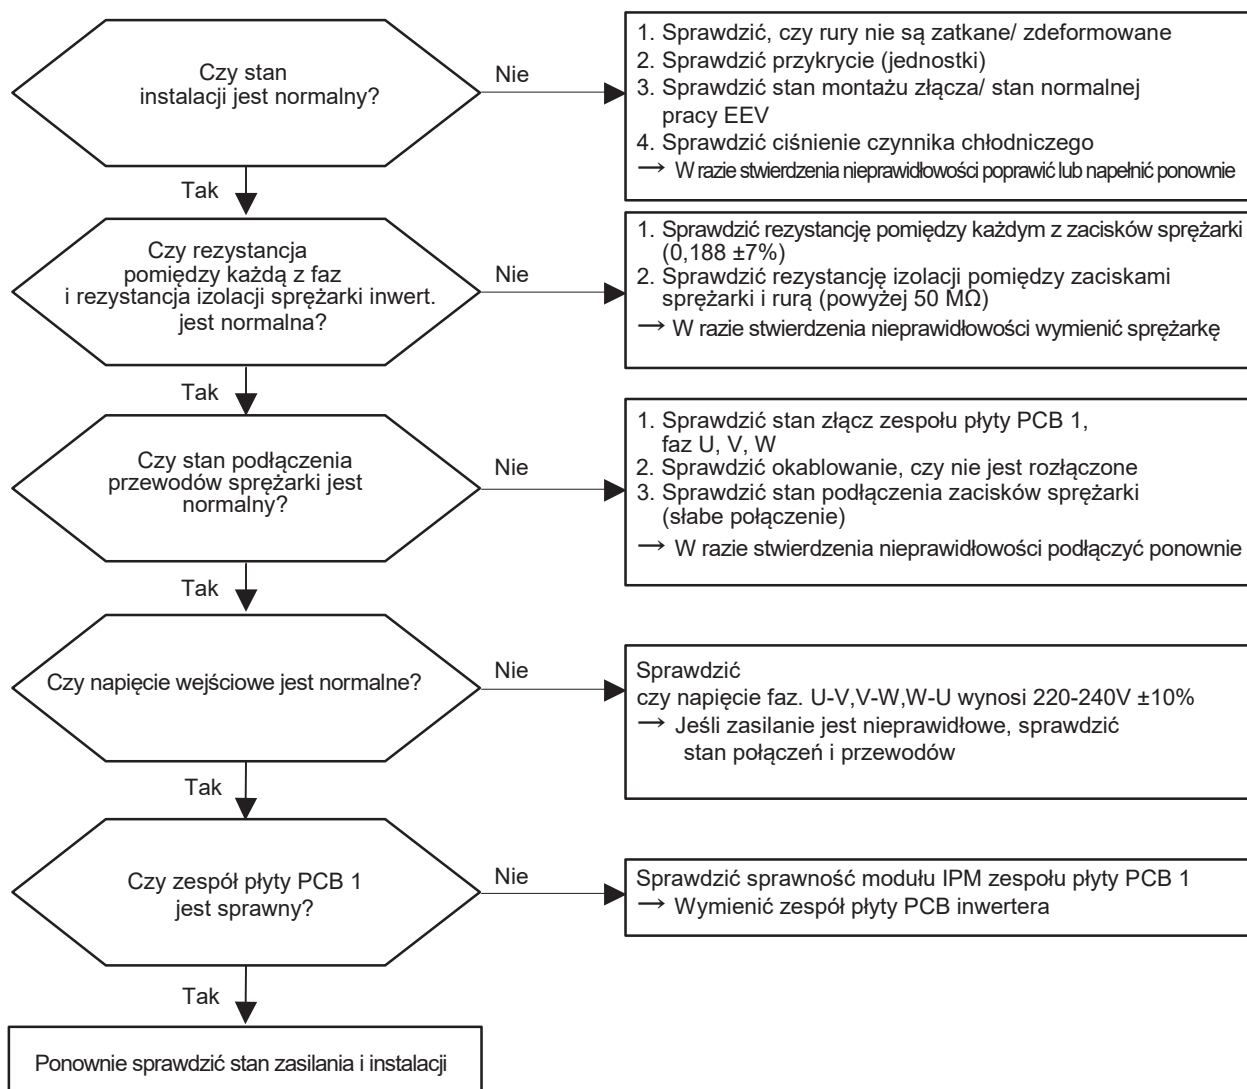 Czy stan
instalacji jest normalny?
Nie
1. Sprawdzić, czy rury nie są zatkane/ zdeformowane
2. Sprawdzić przykrycie (jednostki)
3. Sprawdzić stan montażu złącza/ stan normalnej
pracy EEV
4. Sprawdzić ciśnienie czynnika chłodniczego
→ W razie stwierdzenia nieprawidłowości poprawić lub napełnić ponownie
Tak
Czy rezystancja
pomiędzy każdą z faz
i rezystancja izolacji sprężarki inwert.
jest normalna?
Nie
1. Sprawdzić rezystancję pomiędzy każdym z zacisków sprężarki
(0,188 ±7%)
2. Sprawdzić rezystancję izolacji pomiędzy zaciskami
sprężarki i rurą (powyżej 50 MΩ)
→ W razie stwierdzenia nieprawidłowości wymienić sprężarkę
Tak
Czy stan podłączenia
przewodów sprężarki jest
normalny?
Nie
1. Sprawdzić stan złącz zespołu płyty PCB 1,
faz U, V, W
2. Sprawdzić okablowanie, czy nie jest rozłączone
3. Sprawdzić stan podłączenia zacisków sprężarki
(słabe połączenie)
→ W razie stwierdzenia nieprawidłowości podłączyć ponownie
Tak
Czy napięcie wejściowe jest normalne?
Nie
Sprawdzić
czy napięcie faz. U-V,V-W,W-U wynosi 220-240V ±10%
→ Jeśli zasilanie jest nieprawidłowe, sprawdzić
stan połączeń i przewodów
Tak
Czy zespół płyty PCB 1
jest sprawny?
Nie
Sprawdzić sprawność modułu IPM zespołu płyty PCB 1
→ Wymienić zespół płyty PCB inwertera
Tak
Ponownie sprawdzić stan zasilania i instalacji